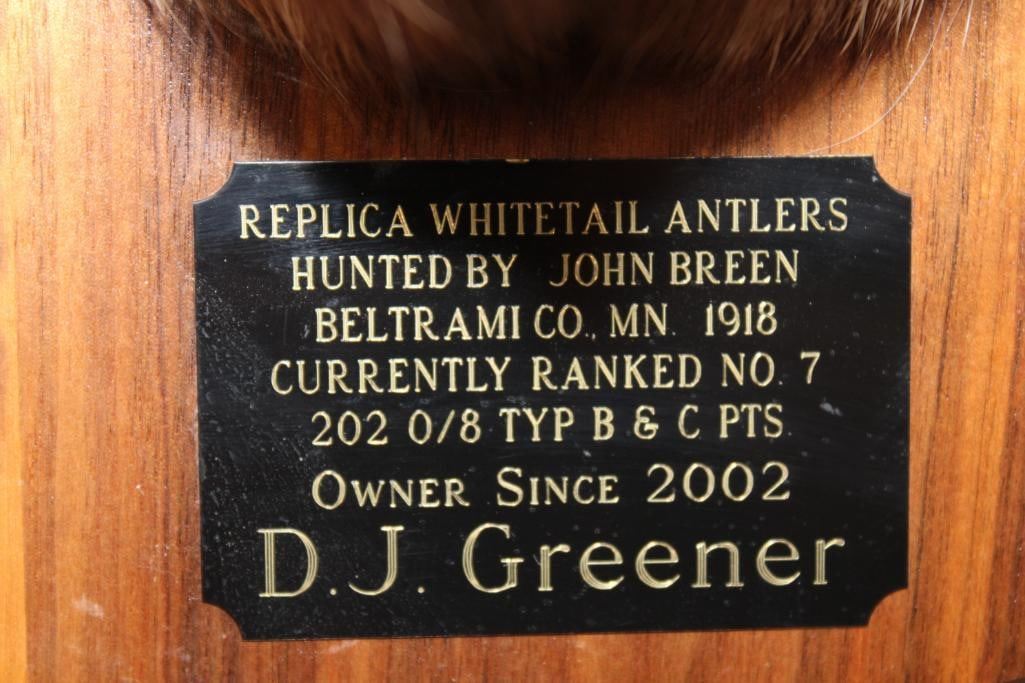 REPLICA WHITETAIL ANTLERS
HUNTED BY JOHN BREEN
BELTRAMI CO., MN. 1918
CURRENTLY RANKED NO. 7
202 0/8 TYP B & C PTS.
OWNER SINCE 2002
D.J. Greener